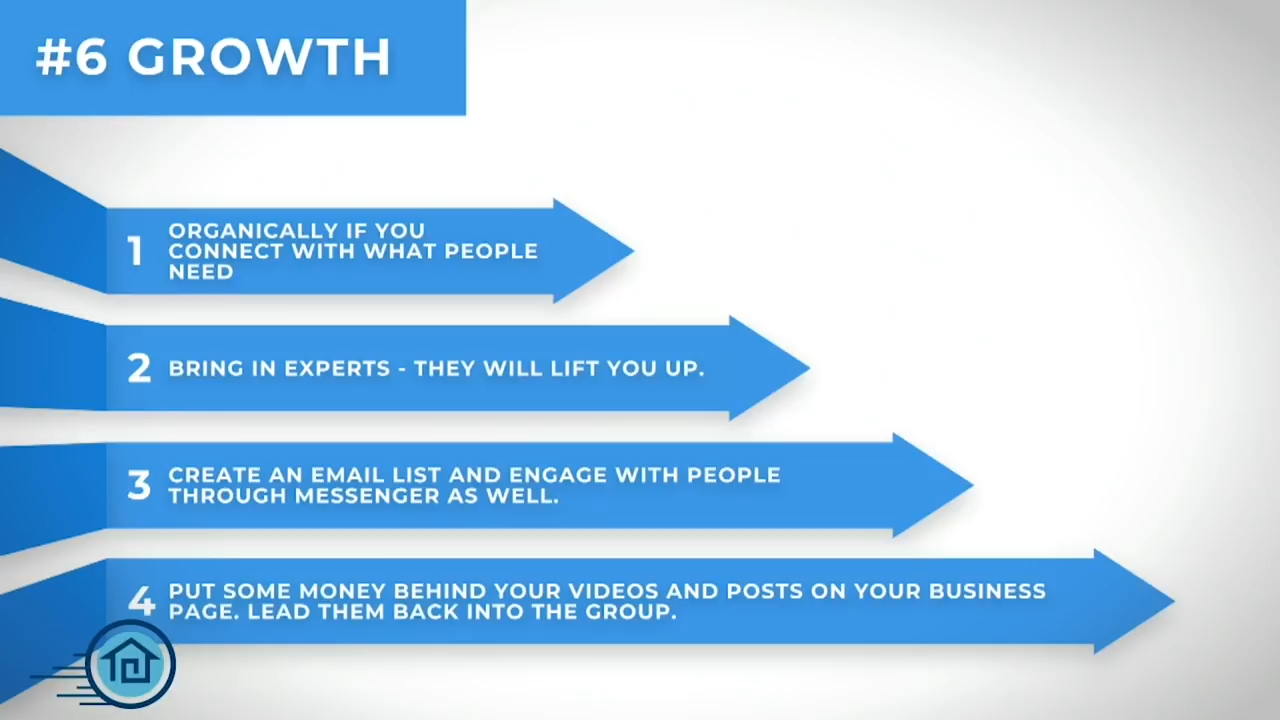 #6 GROWTH
1
ORGANICALLY IF YOU
CONNECT WITH WHAT PEOPLE
NEED
2
BRING IN EXPERTS - THEY WILL LIFT YOU UP.
3
CREATE AN EMAIL LIST AND ENGAGE WITH PEOPLE
THROUGH MESSENGER AS WELL.
4
PUT SOME MONEY BEHIND YOUR VIDEOS AND POSTS ON YOUR BUSINESS
PAGE. LEAD THEM BACK INTO THE GROUP.